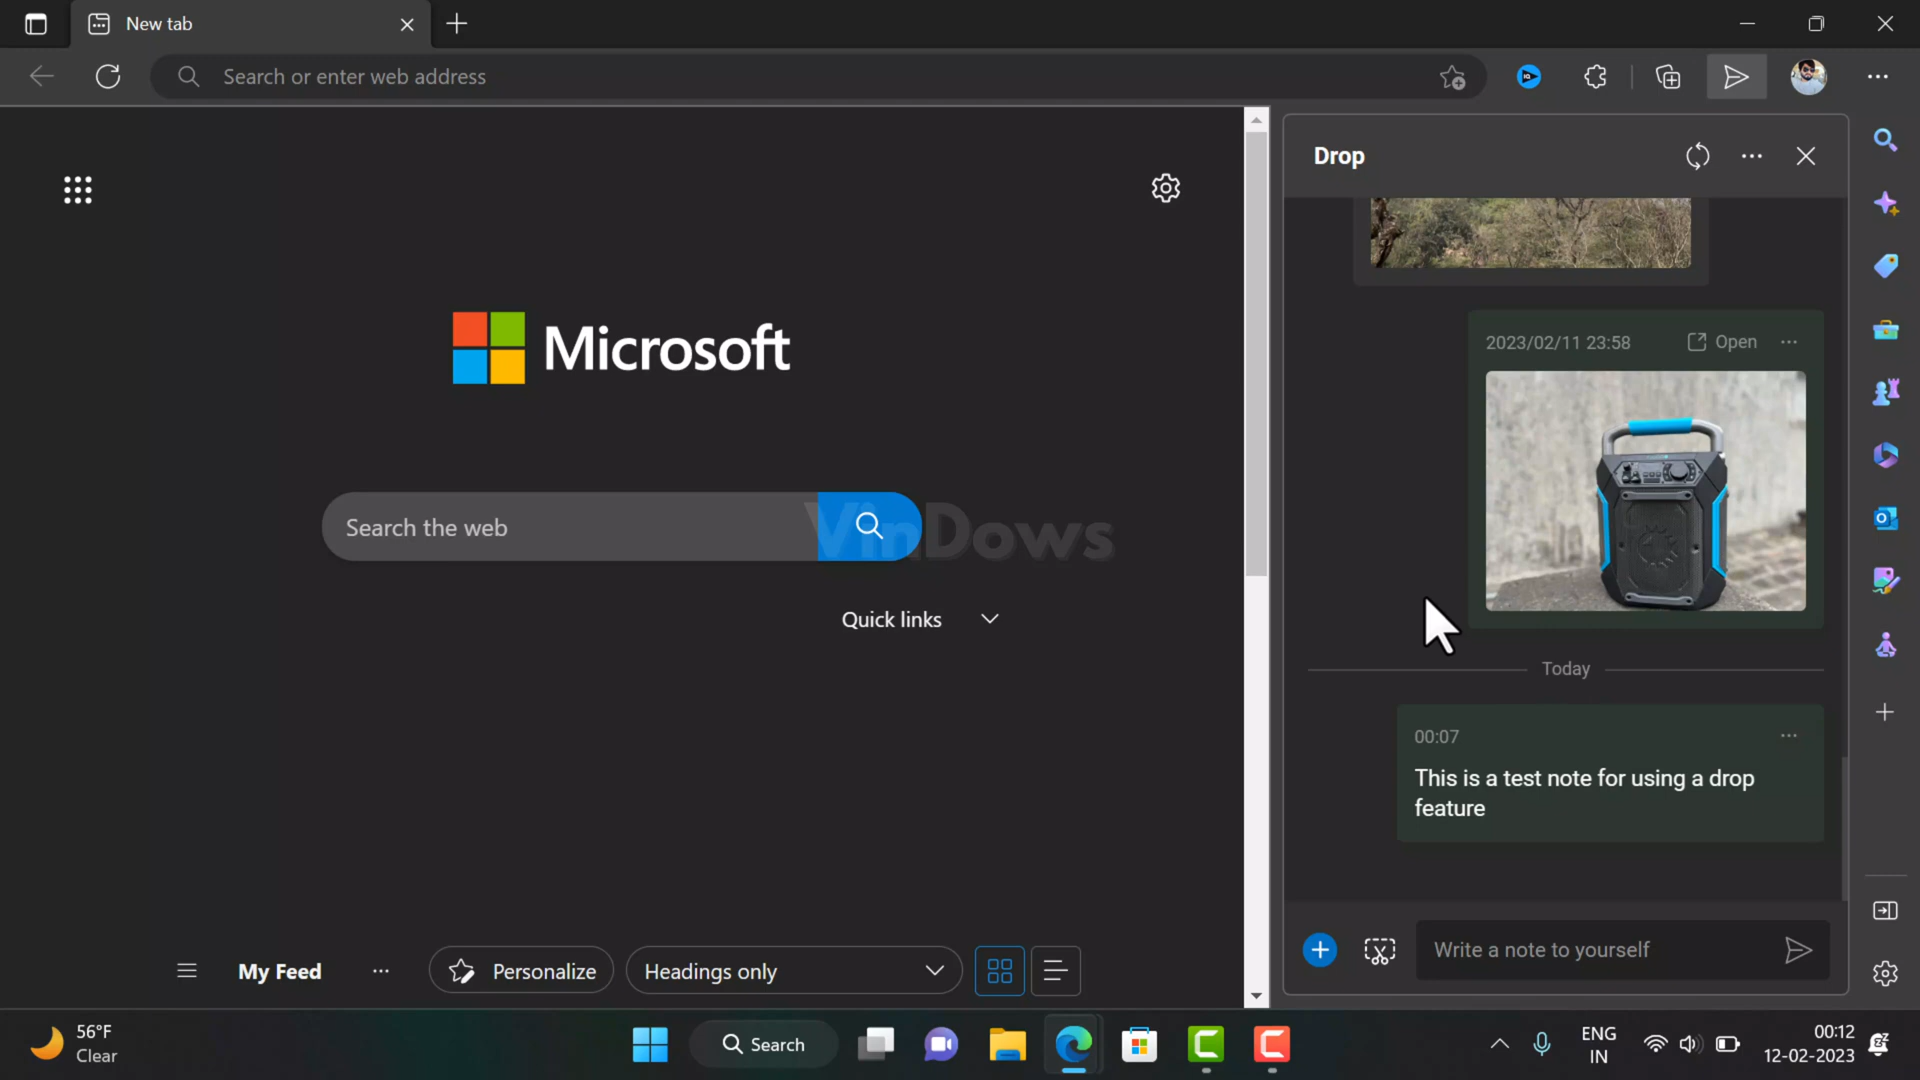 New tab
Search or enter web address
Drop
2023/02/11 23:58 Open
Microsoft
Search the web
VinDows
Quick links
Today
00:07
This is a test note for using a drop
feature
Write a note to yourself
My Feed
Personalize
Headings only
56°F
Clear
Search
ENG
IN
00:12
12-02-2023